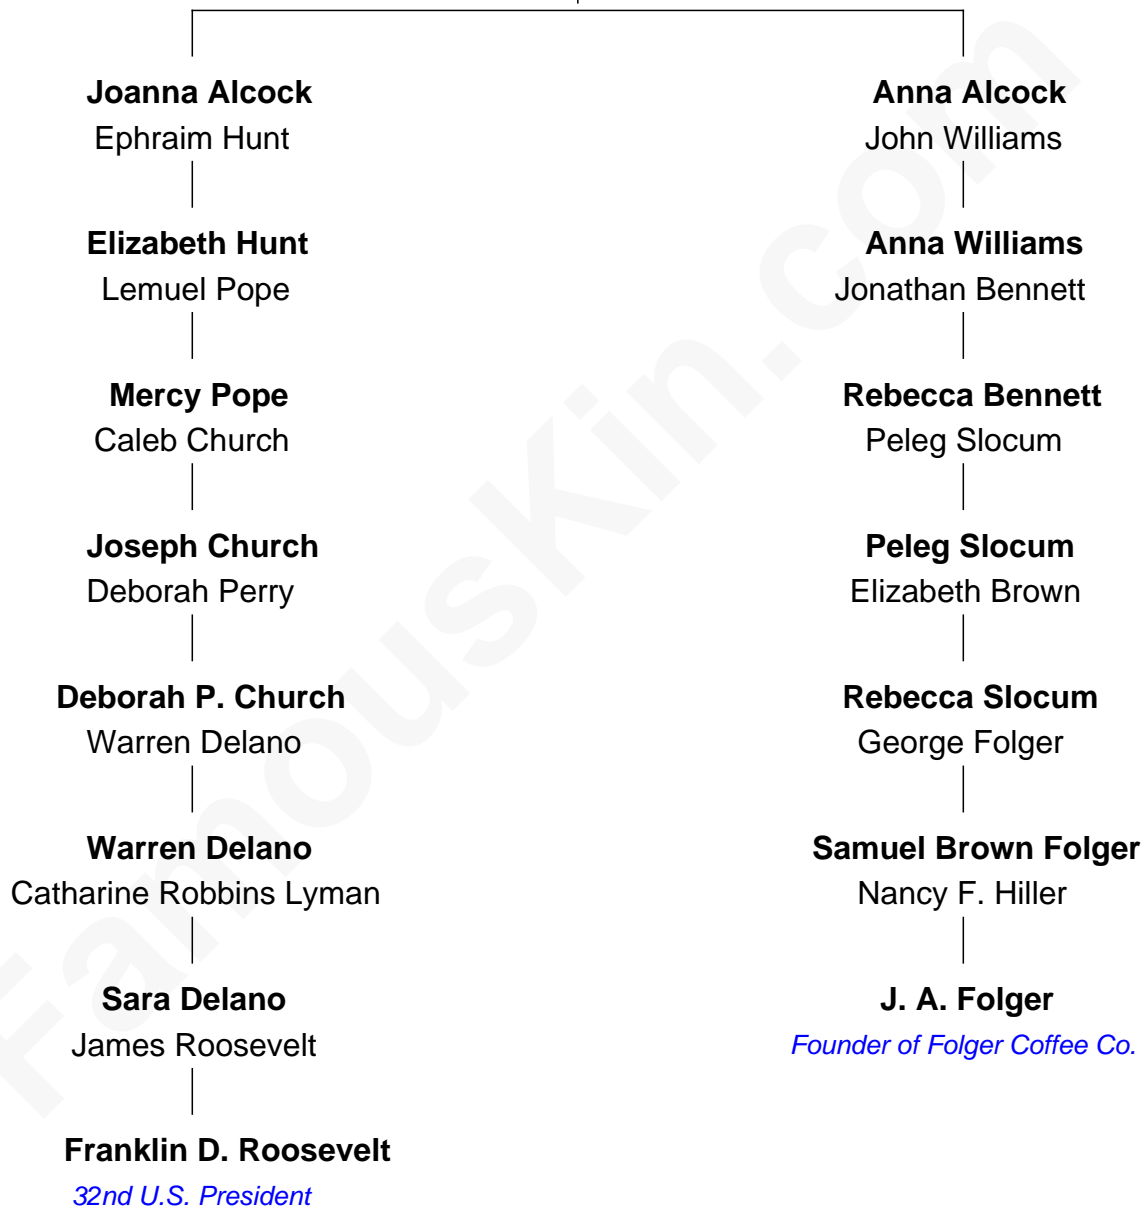 Joanna Alcock
Ephraim Hunt
Elizabeth Hunt
Lemuel Pope
Mercy Pope
Caleb Church
Joseph Church
Deborah Perry
Deborah P. Church
Warren Delano
Warren Delano
Catharine Robbins Lyman
Sara Delano
James Roosevelt
Franklin D. Roosevelt
32nd U.S. President
Anna Alcock
John Williams
Anna Williams
Jonathan Bennett
Rebecca Bennett
Peleg Slocum
Peleg Slocum
Elizabeth Brown
Rebecca Slocum
George Folger
Samuel Brown Folger
Nancy F. Hiller
J. A. Folger
Founder of Folger Coffee Co.
FamousKin.com